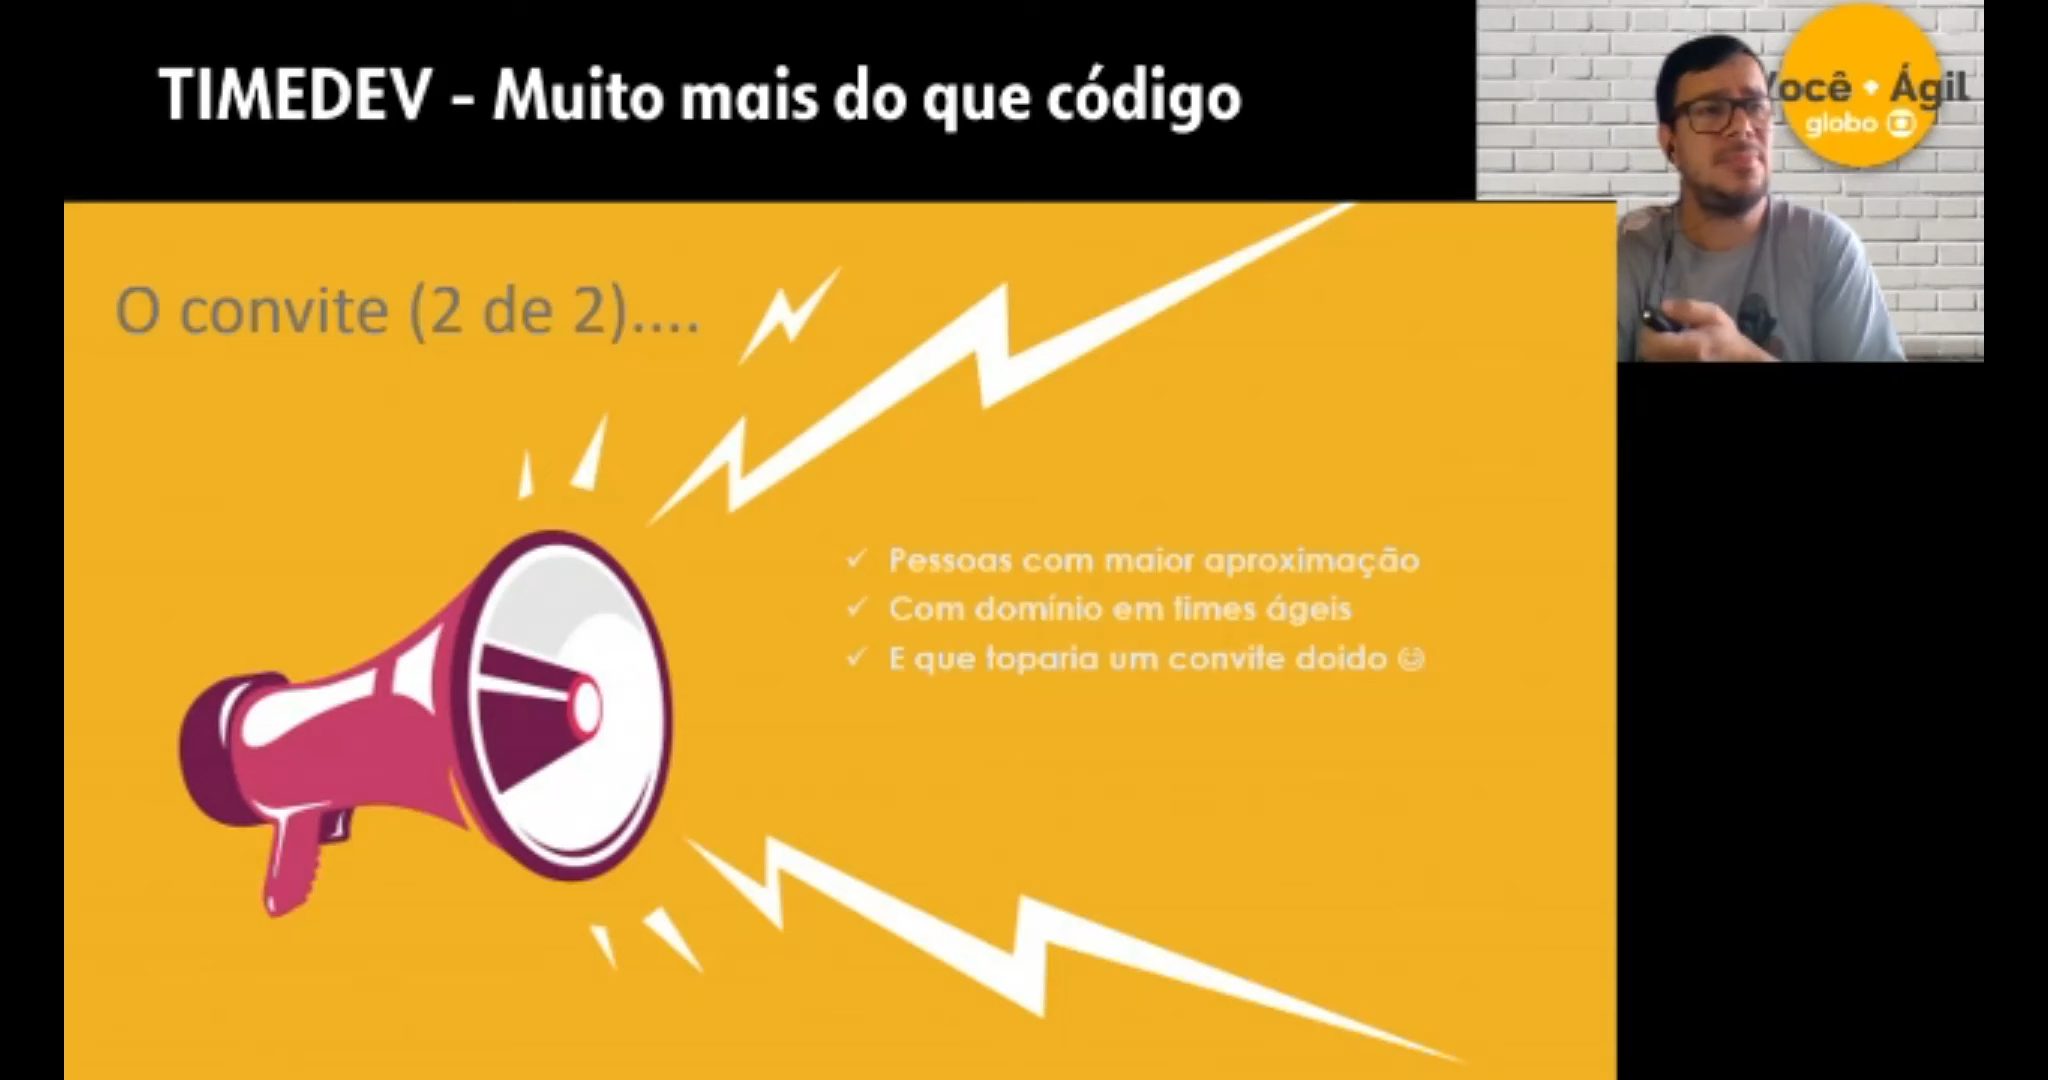 TIMEDEV - Muito mais do que código
Você + Ágil
globo
O convite (2 de 2)....
✓ Pessoas com maior aproximação
✓ Com domínio em times ágeis
✓ E que toparia um convite doido 😊